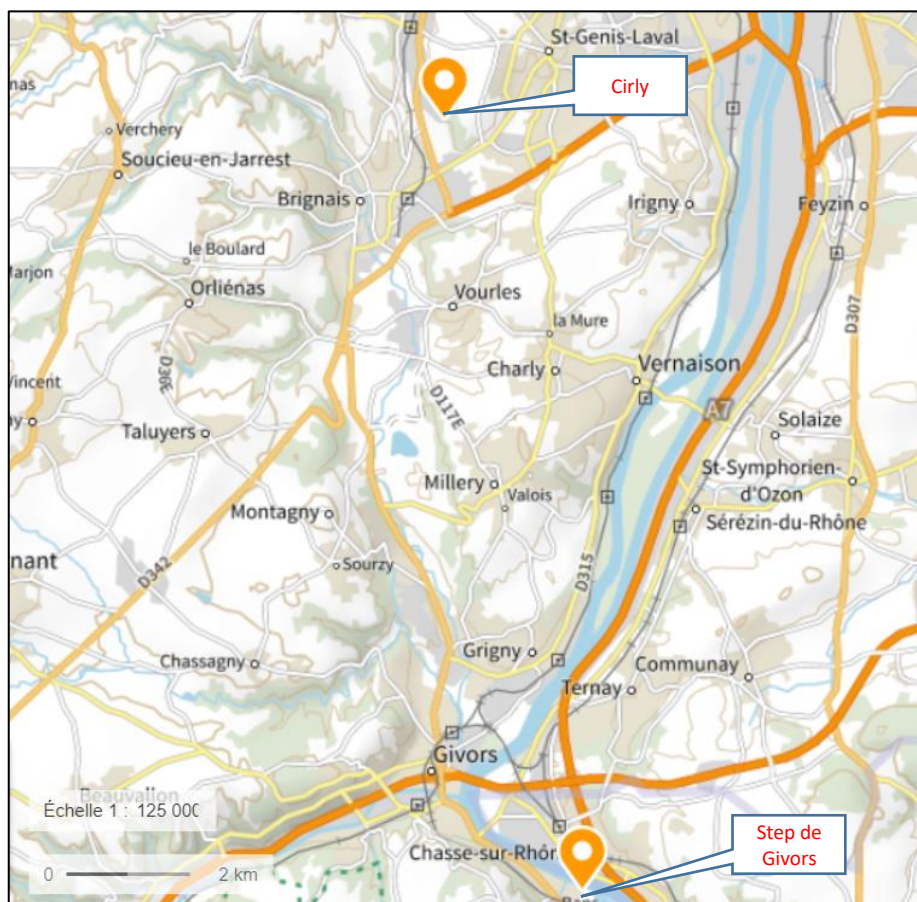 St-Genis-Laval
Cirly
nas
Verchery
Soucieu-en-Jarrest
Brignais
Irigny
Feyzin
le Boulard
Marjon
Orliénas
Vourles
la Mure
D307
D36E
Charly
Vernaison
Vincent
ny
D117E
A7
Taluyers
Solaize
St-Symphorien-
d'Ozon
Millery
Valois
Montagny
Sérézin-du-Rhône
nant
Sourzy
D342
D315
Chassagny
Grigny
Communay
Ternay
Givors
Beauvallon
Échelle 1 : 125 000
Chasse-sur-Rhôn
Step de
Givors
0 2 km